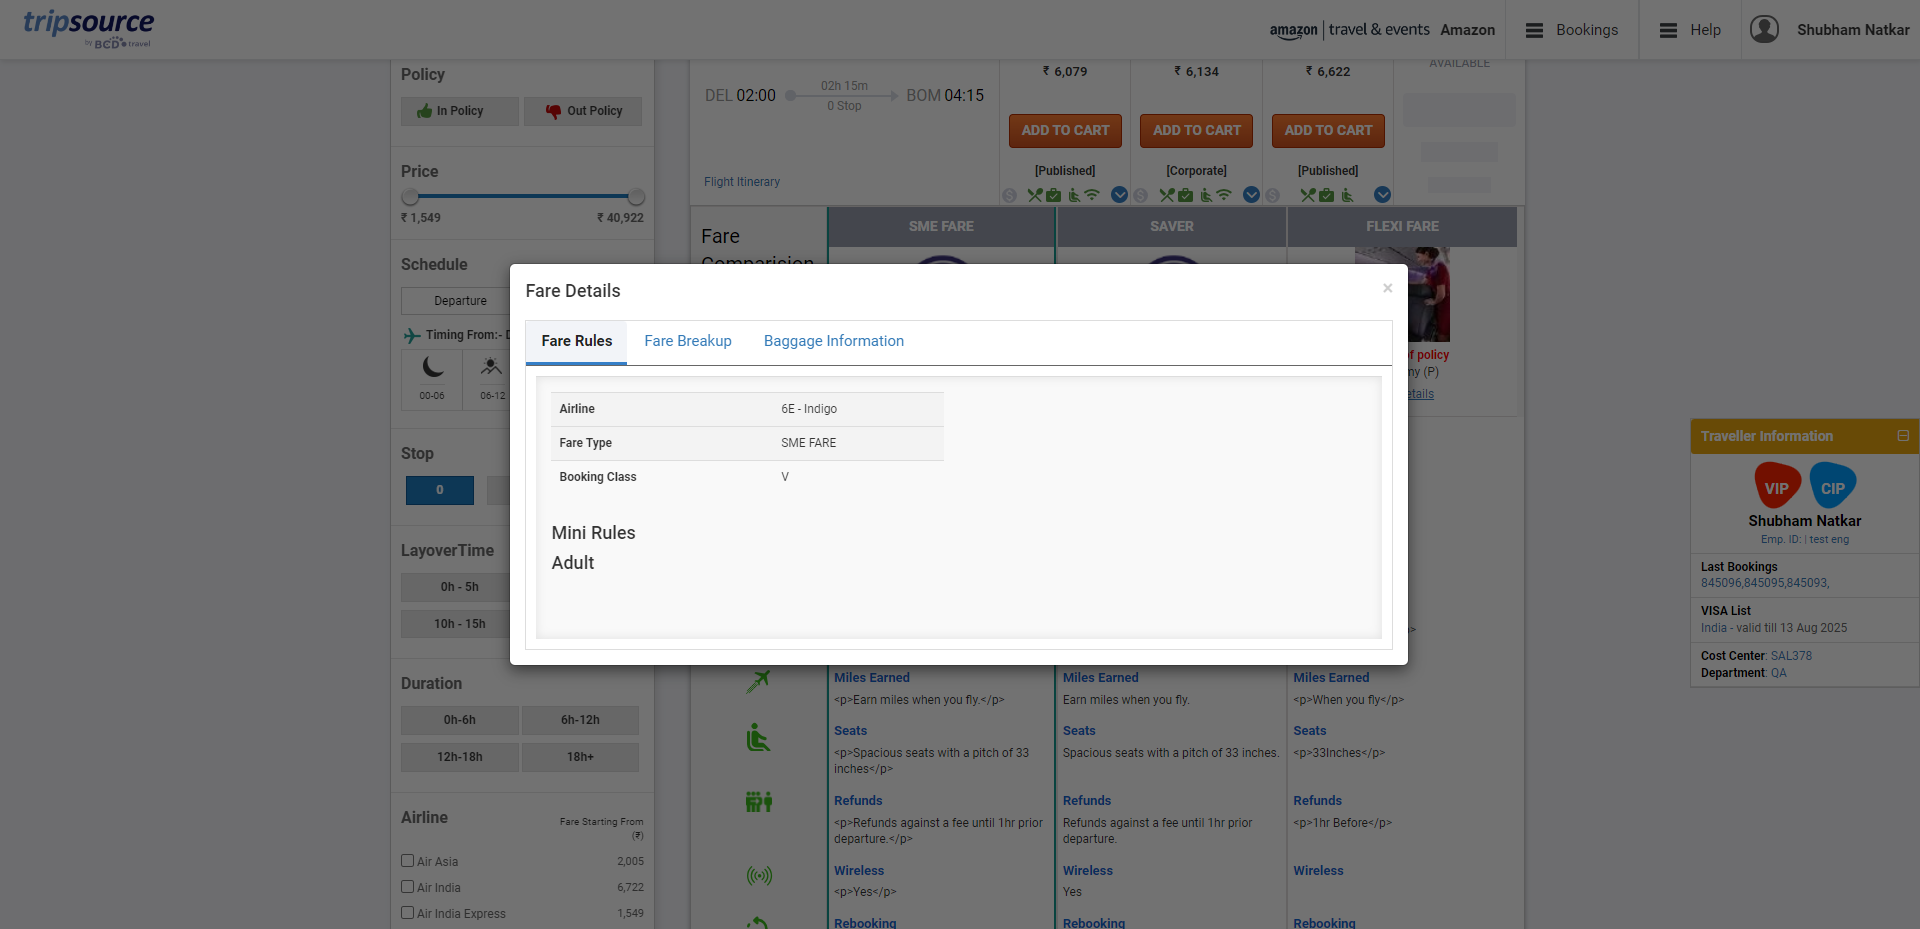 tripsource
by BCD travel
amazon | travel & events Amazon
Bookings
Help
Shubham Natkar
Policy
In Policy
Out Policy
Price
₹ 1,549
₹ 40,922
Schedule
Departure
Timing From:- D
00-06
06-12
Stop
0
LayoverTime
0h - 5h
10h - 15h
Duration
0h-6h
6h-12h
12h-18h
18h+
Airline
Fare Starting From
(₹)
Air Asia
2,005
Air India
6,722
Air India Express
1,549
DEL 02:00
02h 15m
0 Stop
BOM 04:15
Flight Itinerary
₹ 6,079
ADD TO CART
[Published]
₹ 6,134
ADD TO CART
[Corporate]
₹ 6,622
ADD TO CART
[Published]
AVAILABLE
Fare
Comparision
SME FARE
SAVER
FLEXI FARE
of policy
my (P)
etails
Fare Details
×
Fare Rules
Fare Breakup
Baggage Information
Airline
6E - Indigo
Fare Type
SME FARE
Booking Class
V
Mini Rules
Adult
Miles Earned
<p>Earn miles when you fly.</p>
Miles Earned
Earn miles when you fly.
Miles Earned
<p>When you fly</p>
Seats
<p>Spacious seats with a pitch of 33
inches</p>
Seats
Spacious seats with a pitch of 33 inches.
Seats
<p>33Inches</p>
Refunds
<p>Refunds against a fee until 1hr prior
departure.</p>
Refunds
Refunds against a fee until 1hr prior
departure.
Refunds
<p>1hr Before</p>
Wireless
<p>Yes</p>
Wireless
Yes
Wireless
Rebooking
Rebooking
Rebooking
Traveller Information
VIP
CIP
Shubham Natkar
Emp. ID: | test eng
Last Bookings
845096,845095,845093,
VISA List
India - valid till 13 Aug 2025
Cost Center: SAL378
Department: QA